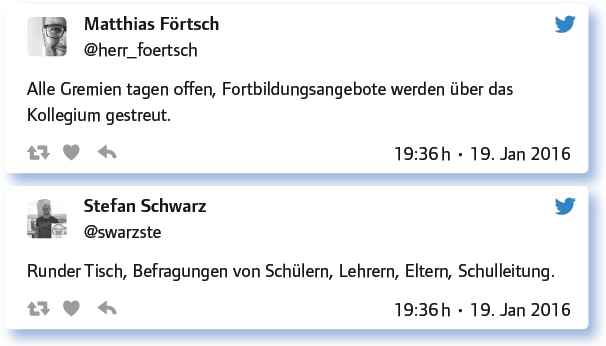 Matthias Förtsch
@herr_foertsch
Alle Gremien tagen offen, Fortbildungsangebote werden über das
Kollegium gestreut.
19:36 h • 19. Jan 2016
Stefan Schwarz
@swarzste
Runder Tisch, Befragungen von Schülern, Lehrern, Eltern, Schulleitung.
19:36 h • 19. Jan 2016